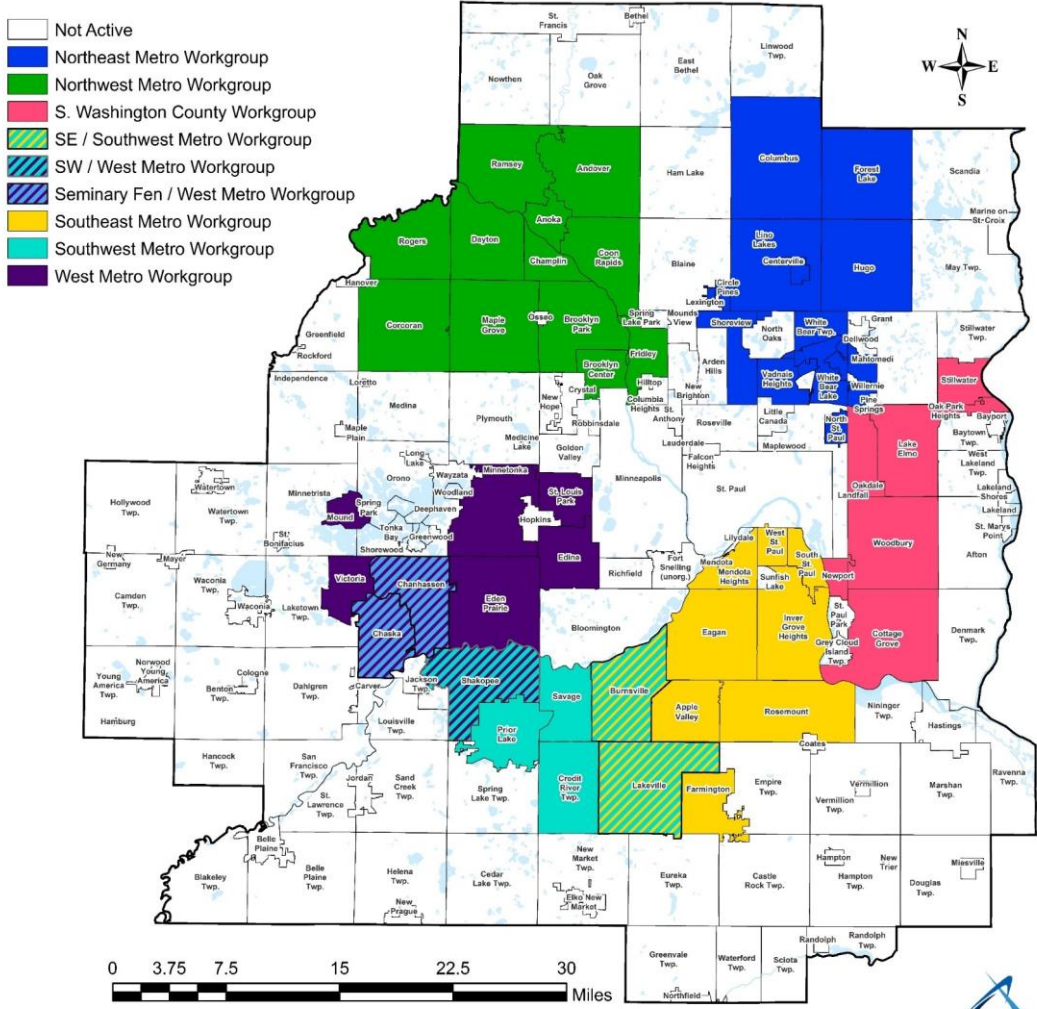 Not Active
Northeast Metro Workgroup
Northwest Metro Workgroup
S. Washington County Workgroup
SE / Southwest Metro Workgroup
SW / West Metro Workgroup
Seminary Fen / West Metro Workgroup
Southeast Metro Workgroup
Southwest Metro Workgroup
West Metro Workgroup
N
W
E
S
St.
Francis
Bethel
Linwood
Twp.
Nowthen
Oak
Grove
East
Bethel
Ramsey
Andover
Ham Lake
Columbus
Forest
Lake
Scandia
Marine on
St. Croix
Anoka
Rogers
Dayton
Champlin
Coon
Rapids
Blaine
Lino
Lakes
Centerville
Hugo
May Twp.
Hanover
Circle
Pines
Lexington
Corcoran
Maple
Grove
Osseo
Brooklyn
Park
Spring
Lake Park
Mounds
View
Shoreview
North
Oaks
White
Bear Twp.
Grant
Dellwood
Mahtomedi
Stillwater
Twp.
Greenfield
Rockford
Fridley
Arden
Hills
Brooklyn
Center
Vadnais
Heights
White
Bear
Lake
Willernie
Pine
Springs
Stillwater
Independence
Loretto
Medina
Crystal
New
Hope
Hilltop
Columbia
Heights
New
Brighton
Oak Park
Heights
Bayport
Baytown
Twp.
Plymouth
Robbinsdale
St.
Anthony
Roseville
Little
Canada
Maplewood
North
St.
Paul
Lake
Elmo
Maple
Plain
Medicine
Lake
Golden
Valley
Lauderdale
Falcon
Heights
West
Lakeland
Twp.
Long
Lake
Orono
Wayzata
Woodland
Minnetonka
Minneapolis
St. Paul
Oakdale
Landfall
Lakeland
Shores
Lakeland
St. Marys
Point
Hollywood
Twp.
Watertown
Watertown
Twp.
Minnetrista
Mound
Spring
Park
Deephaven
Tonka
Bay
Greenwood
Shorewood
St. Louis
Park
Hopkins
St.
Bonifacius
Edina
Woodbury
Afton
Lilydale
West
St. Paul
South
St. Paul
Mendota
Mendota
Heights
Sunfish
Lake
Newport
New
Germany
Mayer
Camden
Twp.
Waconia
Twp.
Waconia
Laketown
Twp.
Victoria
Chanhassen
Eden
Prairie
Richfield
Fort
Snelling
(unorg.)
Chaska
Bloomington
Eagan
Inver
Grove
Heights
St.
Paul
Park
Grey Cloud
Island
Twp.
Cottage
Grove
Denmark
Twp.
Young
America
Twp.
Norwood
Young
America
Hamburg
Benton
Twp.
Cologne
Dahlgren
Twp.
Carver
Jackson
Twp.
Louisville
Twp.
Shakopee
Savage
Burnsville
Apple
Valley
Rosemount
Nininger
Twp.
Hastings
Hancock
Twp.
San
Francisco
Twp.
Prior
Lake
Coates
St.
Lawrence
Twp.
Jordan
Sand
Creek
Twp.
Spring
Lake Twp.
Credit
River
Twp.
Lakeville
Farmington
Empire
Twp.
Vermillion
Vermillion
Twp.
Marshan
Twp.
Ravenna
Twp.
Belle
Plaine
Blakeley
Twp.
Belle
Plaine
Twp.
Helena
Twp.
New
Prague
Cedar
Lake Twp.
New
Market
Twp.
Elko New
Market
Eureka
Twp.
Castle
Rock Twp.
Hampton
Hampton
Twp.
New
Trier
Douglas
Twp.
Miesville
Greenvale
Twp.
Northfield
Waterford
Twp.
Sciota
Twp.
Randolph
Randolph
Twp.
0 3.75 7.5 15 22.5 30
Miles